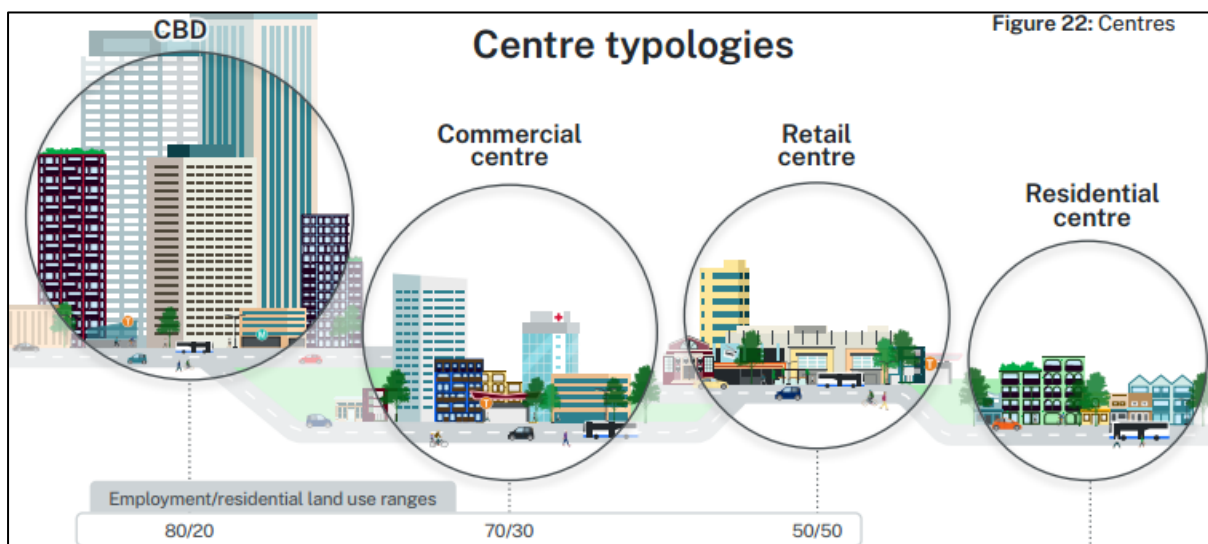 Figure 22: Centres
Centre typologies
CBD
Commercial
centre
Retail
centre
Residential
centre
T
M
T
T
Employment/residential land use ranges
80/20
70/30
50/50